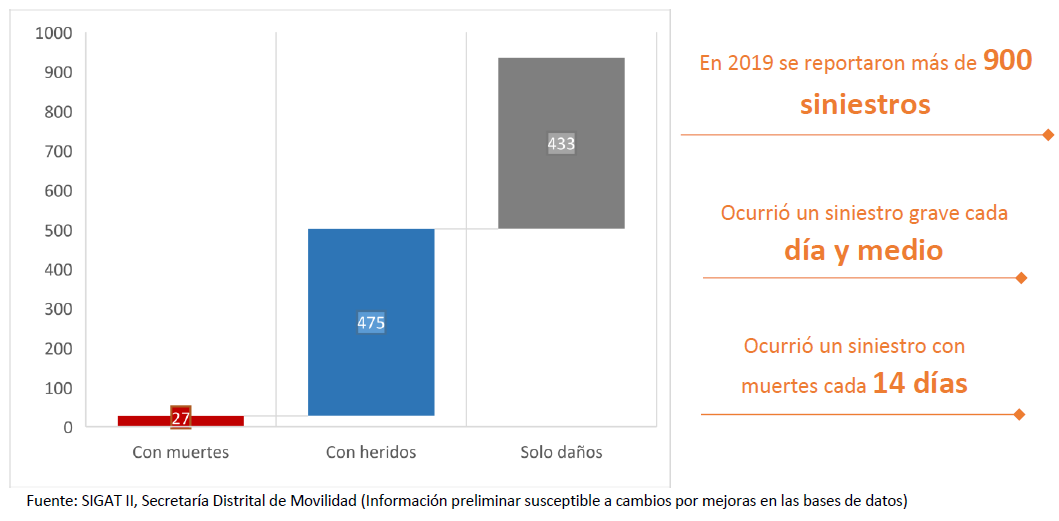 1000
900
800
700
600
500
400
300
200
100
0
27
475
433
Con muertes
Con heridos
Solo daños
En 2019 se reportaron más de 900
siniestros
Ocurrió un siniestro grave cada
día y medio
Ocurrió un siniestro con
muertes cada 14 días
Fuente: SIGAT II, Secretaría Distrital de Movilidad (Información preliminar susceptible a cambios por mejoras en las bases de datos)